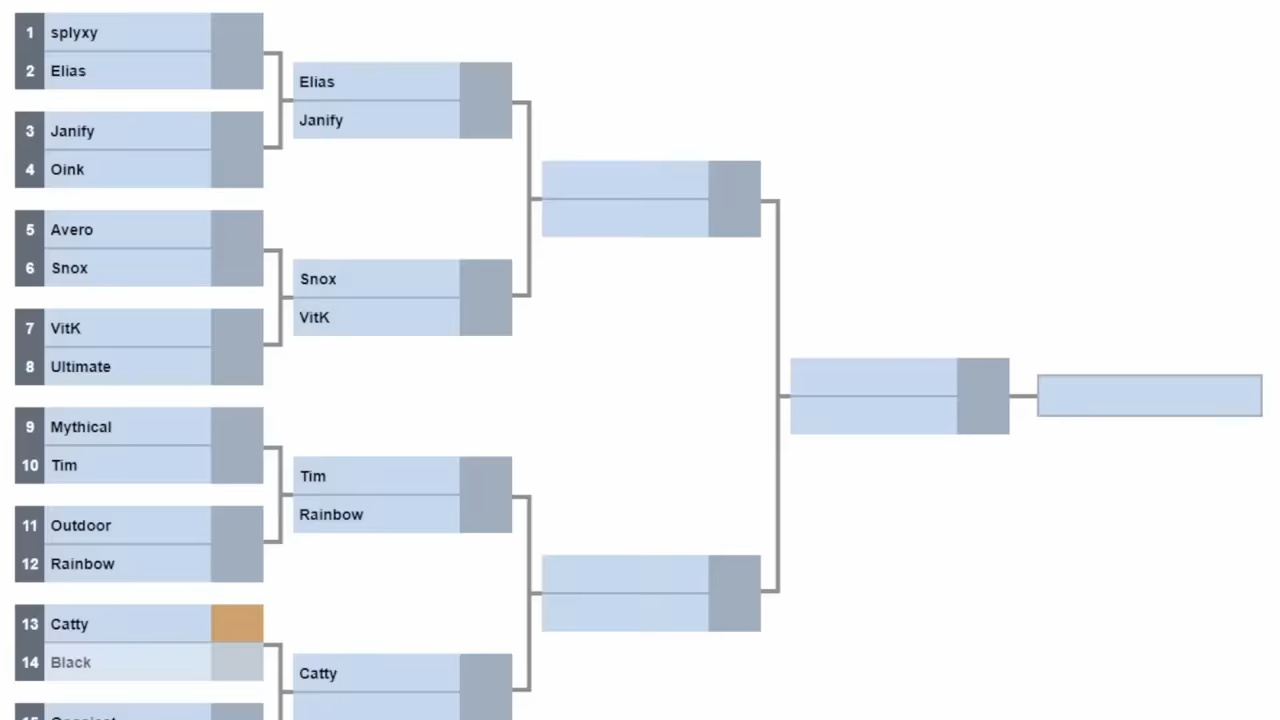 1 splyxy
2 Elias
3 Janify
4 Oink
5 Avero
6 Snox
7 VitK
8 Ultimate
9 Mythical
10 Tim
11 Outdoor
12 Rainbow
13 Catty
14 Black
15
Elias
Janify
Snox
VitK
Tim
Rainbow
Catty